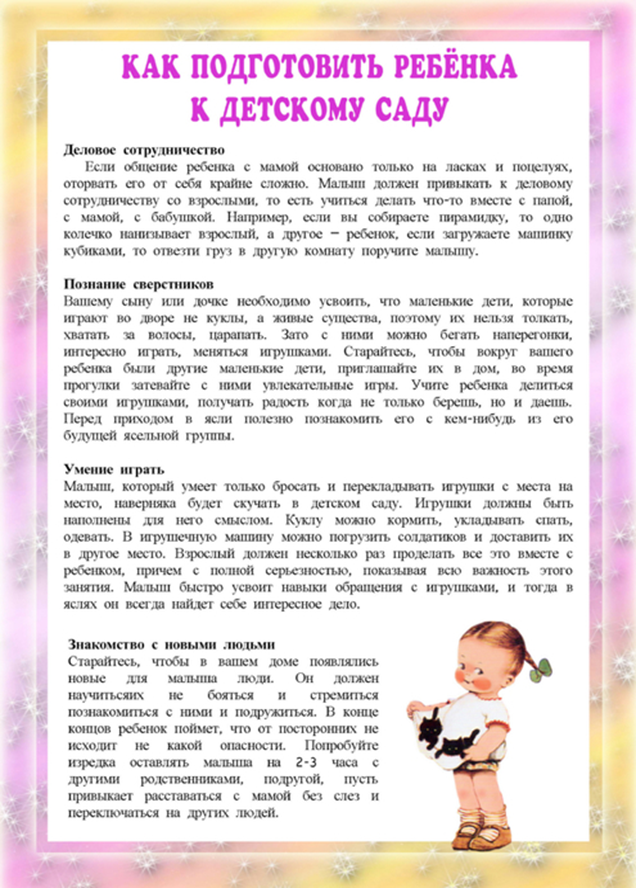 КАК ПОДГОТОВИТЬ РЕБЁНКА
К ДЕТСКОМУ САДУ
Деловое сотрудничество
Если общение ребенка с мамой основано только на ласках и поцелуях,
оторвать его от себя крайне сложно. Малыш должен привыкать к деловому
сотрудничеству со взрослыми, то есть учиться делать что-то вместе с папой,
с мамой, с бабушкой. Например, если вы собираете пирамидку, то одно
колечко нанизывает взрослый, а другое – ребенок, если загружаете машинку
кубиками, то отвезти груз в другую комнату поручите малышу.
Познание сверстников
Вашему сыну или дочке необходимо усвоить, что маленькие дети, которые
играют во дворе не куклы, а живые существа, поэтому их нельзя толкать,
хватать за волосы, царапать. Зато с ними можно бегать наперегонки,
интересно играть, меняться игрушками. Старайтесь, чтобы вокруг вашего
ребенка были другие маленькие дети, приглашайте их в дом, во время
прогулки затевайте с ними увлекательные игры. Учите ребенка делиться
своими игрушками, получать радость когда не только берешь, но и даешь.
Перед приходом в ясли полезно познакомить его с кем-нибудь из его
будущей ясельной группы.
Умение играть
Малыш, который умеет только бросать и перекладывать игрушки с места на
место, наверняка будет скучать в детском саду. Игрушки должны быть
наполнены для него смыслом. Куклу можно кормить, укладывать спать,
одевать. В игрушечную машину можно погрузить солдатиков и доставить их
в другое место. Взрослый должен несколько раз проделать все это вместе с
ребенком, причем с полной серьезностью, показывая всю важность этого
занятия. Малыш быстро усвоит навыки обращения с игрушками, и тогда в
яслях он всегда найдет себе интересное дело.
Знакомство с новыми людьми
Старайтесь, чтобы в вашем доме появлялись
новые для малыша люди. Он должен
научитьсяих не бояться и стремиться
познакомиться с ними и подружиться. В конце
концов ребенок поймет, что от посторонних не
исходит не какой опасности. Попробуйте
изредка оставлять малыша на 2-3 часа с
другими родственниками, подругой, пусть
привыкает расставаться с мамой без слез и
переключаться на других людей.